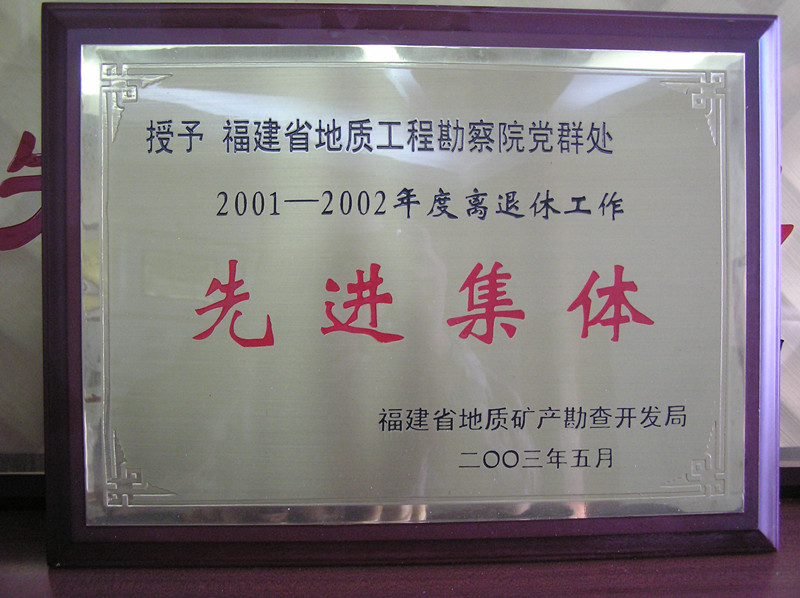 授予 福建省地质工程勘察院党群处
2001—2002年度离退休工作
先进集体
福建省地质矿产勘查开发局
二〇〇三年五月